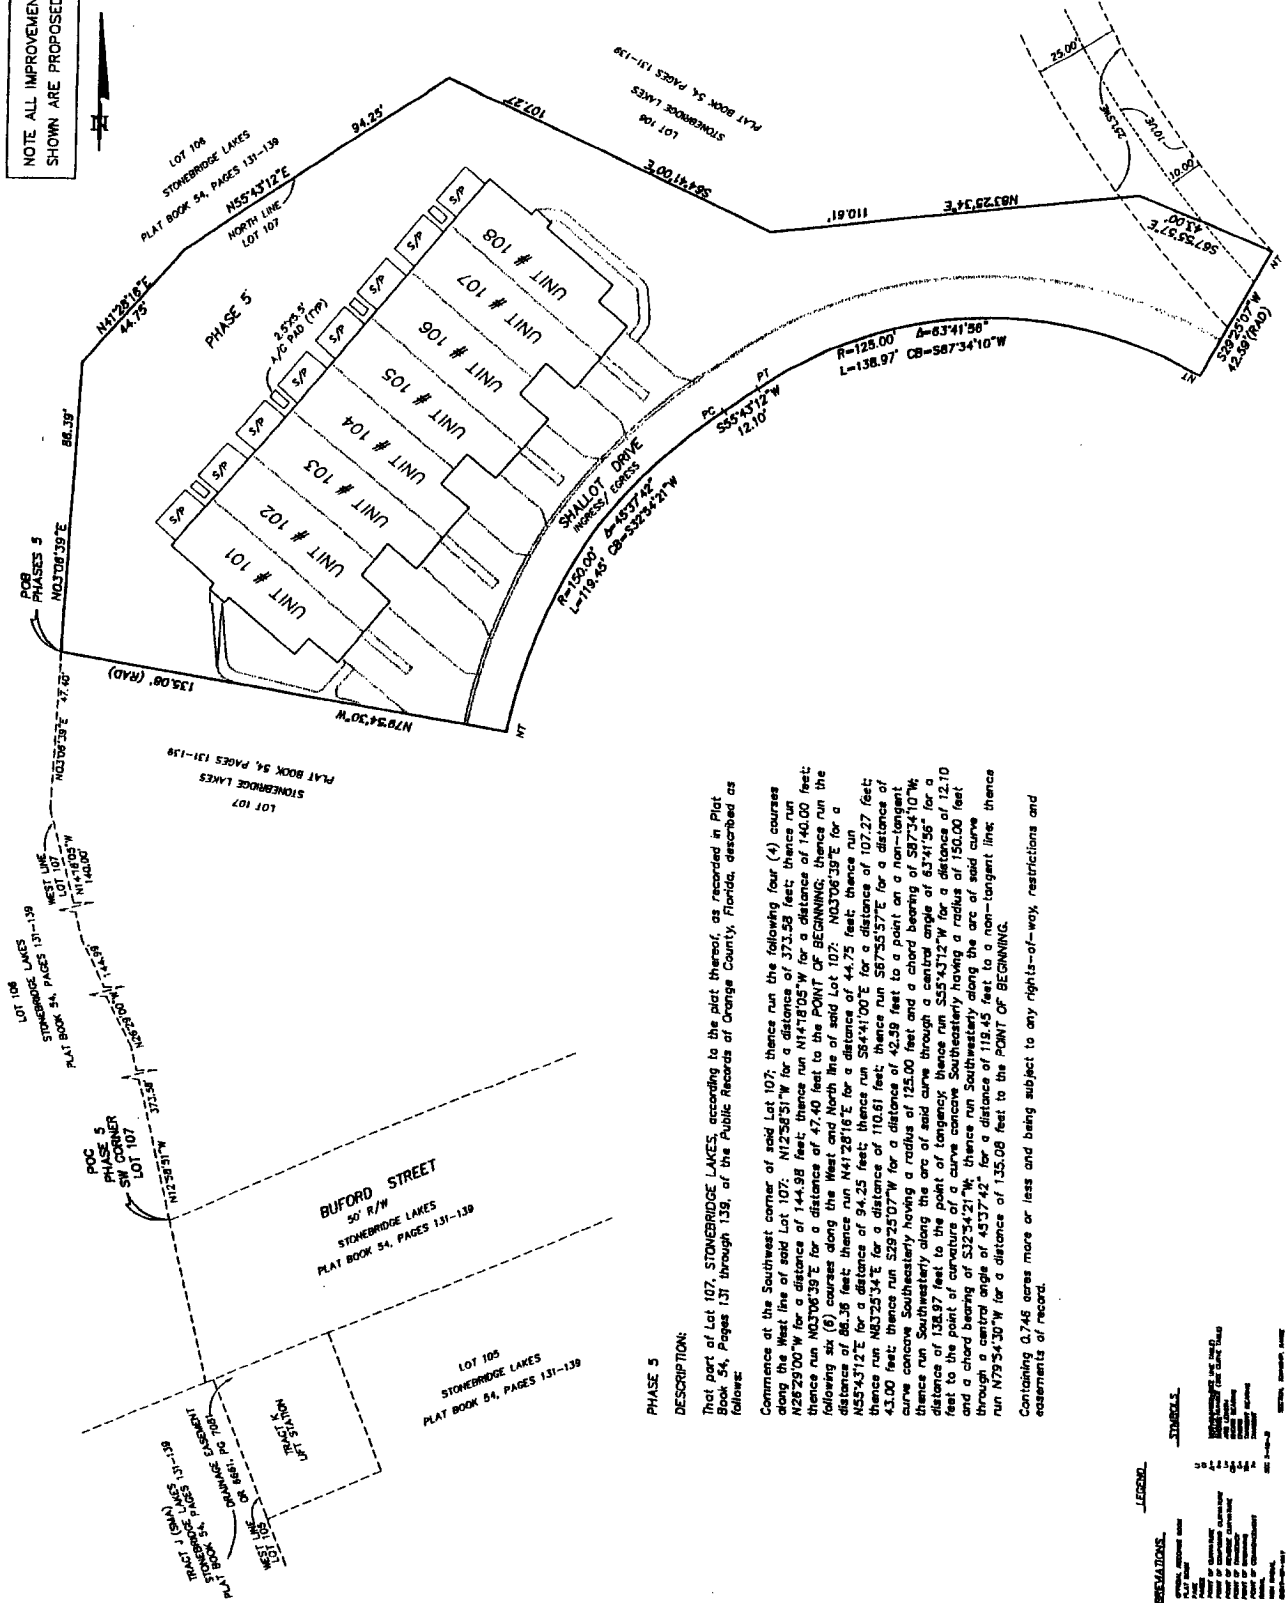 NOTE ALL IMPROVEMEN
SHOWN ARE PROPOSED
LOT 106
STONEBRIDGE LAKES
PLAT BOOK 54, PAGES 131-139
N41°28'16"E
44.75'
N55°43'12"E
94.25'
NORTH LINE
LOT 107
PHASE 5
2.5'X5.5'
A/C PAD (TYP)
POB
PHASES 5
N03°06'39"E
86.39'
107.27'
S64°41'00"E
LOT 106
STONEBRIDGE LAKES
PLAT BOOK 54, PAGES 131-139
110.61'
N83°25'34"E
S67°55'57"E
43.00'
25.00'
10'UE
10.00'
NT
S29°25'07"W
42.59'(RAD)
NT
S/P
S/P
S/P
S/P
S/P
S/P
S/P
S/P
UNIT # 101
UNIT # 102
UNIT # 103
UNIT # 104
UNIT # 105
UNIT # 106
UNIT # 107
UNIT # 108
R=125.00' Δ=63°41'56"
L=138.97' CB=S87°34'10"W
PT
PC
S55°43'12"W
12.10'
SHALLOT DRIVE
INGRESS/ EGRESS
R=150.00' Δ=45°37'42"
L=119.45' CB=S32°54'21"W
NT
N79°54'30"W
135.08' (RAD)
LOT 107
STONEBRIDGE LAKES
PLAT BOOK 54, PAGES 131-139
N03°06'39"E 47.40'
WEST LINE
LOT 107
N14°18'05"W
140.00'
LOT 106
STONEBRIDGE LAKES
PLAT BOOK 54, PAGES 131-139
N26°29'00"W 144.98'
373.58'
N12°58'51"W
POC
PHASE 5
SW CORNER
LOT 107
BUFORD STREET
50' R/W
STONEBRIDGE LAKES
PLAT BOOK 54, PAGES 131-139
LOT 105
STONEBRIDGE LAKES
PLAT BOOK 54, PAGES 131-139
TRACT K
LIFT STATION
TRACT J (SMA)
STONEBRIDGE LAKES
PLAT BOOK 54, PAGES 131-139
DRAINAGE EASEMENT
OR 6661, PG 7081
WEST LINE
LOT 105
PHASE 5
DESCRIPTION:
That part of Lot 107, STONEBRIDGE LAKES, according to the plat thereof, as recorded in Plat
Book 54, Pages 131 through 139, of the Public Records of Orange County, Florida, described as
follows:
Commence at the Southwest corner of said Lot 107; thence run the following four (4) courses
along the West line of said Lot 107: N12°58'51"W for a distance of 373.58 feet; thence run
N26°29'00"W for a distance of 144.98 feet; thence run N14°18'05"W for a distance of 140.00 feet;
thence run N03°06'39"E for a distance of 47.40 feet to the POINT OF BEGINNING; thence run the
following six (6) courses along the West and North line of said Lot 107: N03°06'39"E for a
distance of 86.36 feet; thence run N41°28'16"E for a distance of 44.75 feet; thence run
N55°43'12"E for a distance of 94.25 feet; thence run S64°41'00"E for a distance of 107.27 feet;
thence run N83°25'34"E for a distance of 110.61 feet; thence run S67°55'57"E for a distance of
43.00 feet; thence run S29°25'07"W for a distance of 42.59 feet to a point on a non-tangent
curve concave Southeasterly having a radius of 125.00 feet and a chord bearing of S87°34'10"W;
thence run Southwesterly along the arc of said curve through a central angle of 63°41'56" for a
distance of 138.97 feet to the point of tangency; thence run S55°43'12"W for a distance of 12.10
feet to the point of curvature of a curve concave Southeasterly having a radius of 150.00 feet
and a chord bearing of S32°54'21"W; thence run Southwesterly along the arc of said curve
through a central angle of 45°37'42" for a distance of 119.45 feet to a non-tangent line; thence
run N79°54'30"W for a distance of 135.08 feet to the POINT OF BEGINNING.
Containing 0.746 acres more or less and being subject to any rights-of-way, restrictions and
easements of record.
LEGEND
BREVIATIONS
SYMBOLS